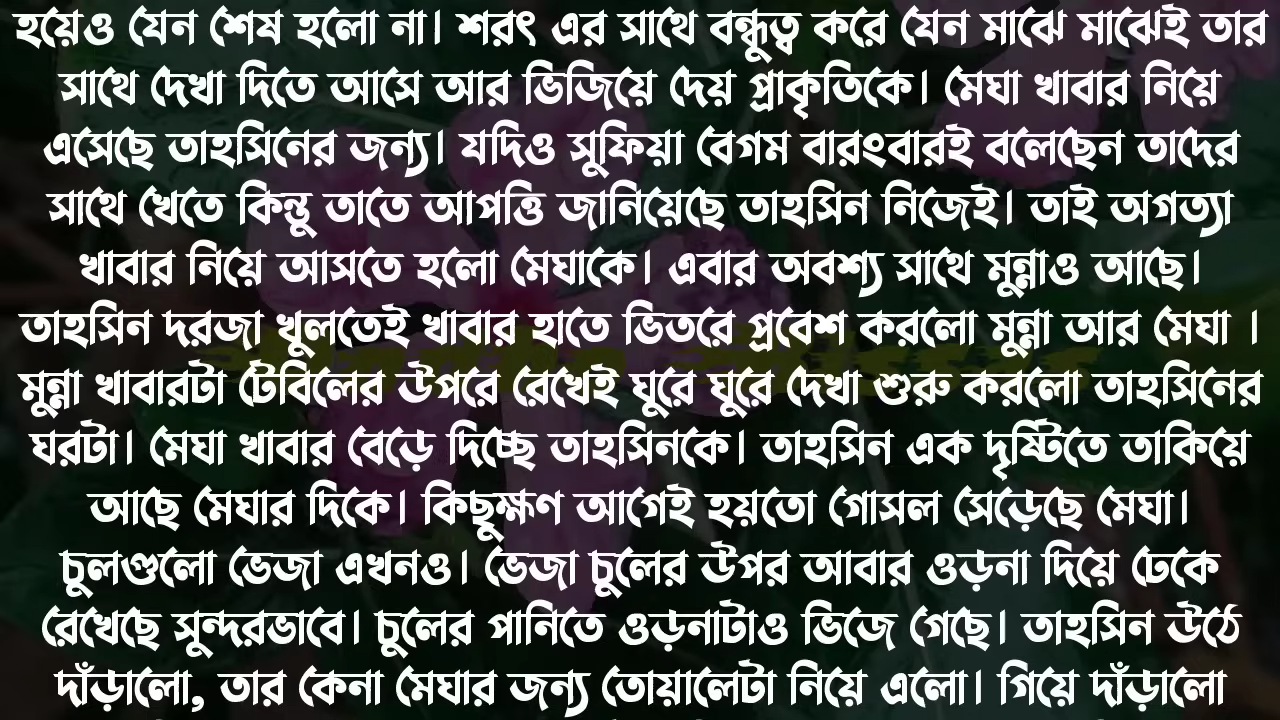 হয়েও যেন শেষ হলো না। শরৎ এর সাথে বন্ধুত্ব করে যেন মাঝে মাঝেই তার
সাথে দেখা দিতে আসে আর ভিজিয়ে দেয় প্রাকৃতিকে। মেঘা খাবার নিয়ে
এসেছে তাহসিনের জন্য। যদিও সুফিয়া বেগম বারংবারই বলেছেন তাদের
সাথে খেতে কিন্তু তাতে আপত্তি জানিয়েছে তাহসিন নিজেই। তাই অগত্যা
খাবার নিয়ে আসতে হলো মেঘাকে। এবার অবশ্য সাথে মুন্নাও আছে।
তাহসিন দরজা খুলতেই খাবার হাতে ভিতরে প্রবেশ করলো মুন্না আর মেঘা ।
মুন্না খাবারটা টেবিলের উপরে রেখেই ঘুরে ঘুরে দেখা শুরু করলো তাহসিনের
ঘরটা। মেঘা খাবার বেড়ে দিচ্ছে তাহসিনকে। তাহসিন এক দৃষ্টিতে তাকিয়ে
আছে মেঘার দিকে। কিছুক্ষণ আগেই হয়তো গোসল সেড়েছে মেঘা।
চুলগুলো ভেজা এখনও। ভেজা চুলের উপর আবার ওড়না দিয়ে ঢেকে
রেখেছে সুন্দরভাবে। চুলের পানিতে ওড়নাটাও ভিজে গেছে। তাহসিন উঠে
দাঁড়ালো, তার কেনা মেঘার জন্য তোয়ালেটা নিয়ে এলো। গিয়ে দাঁড়ালো